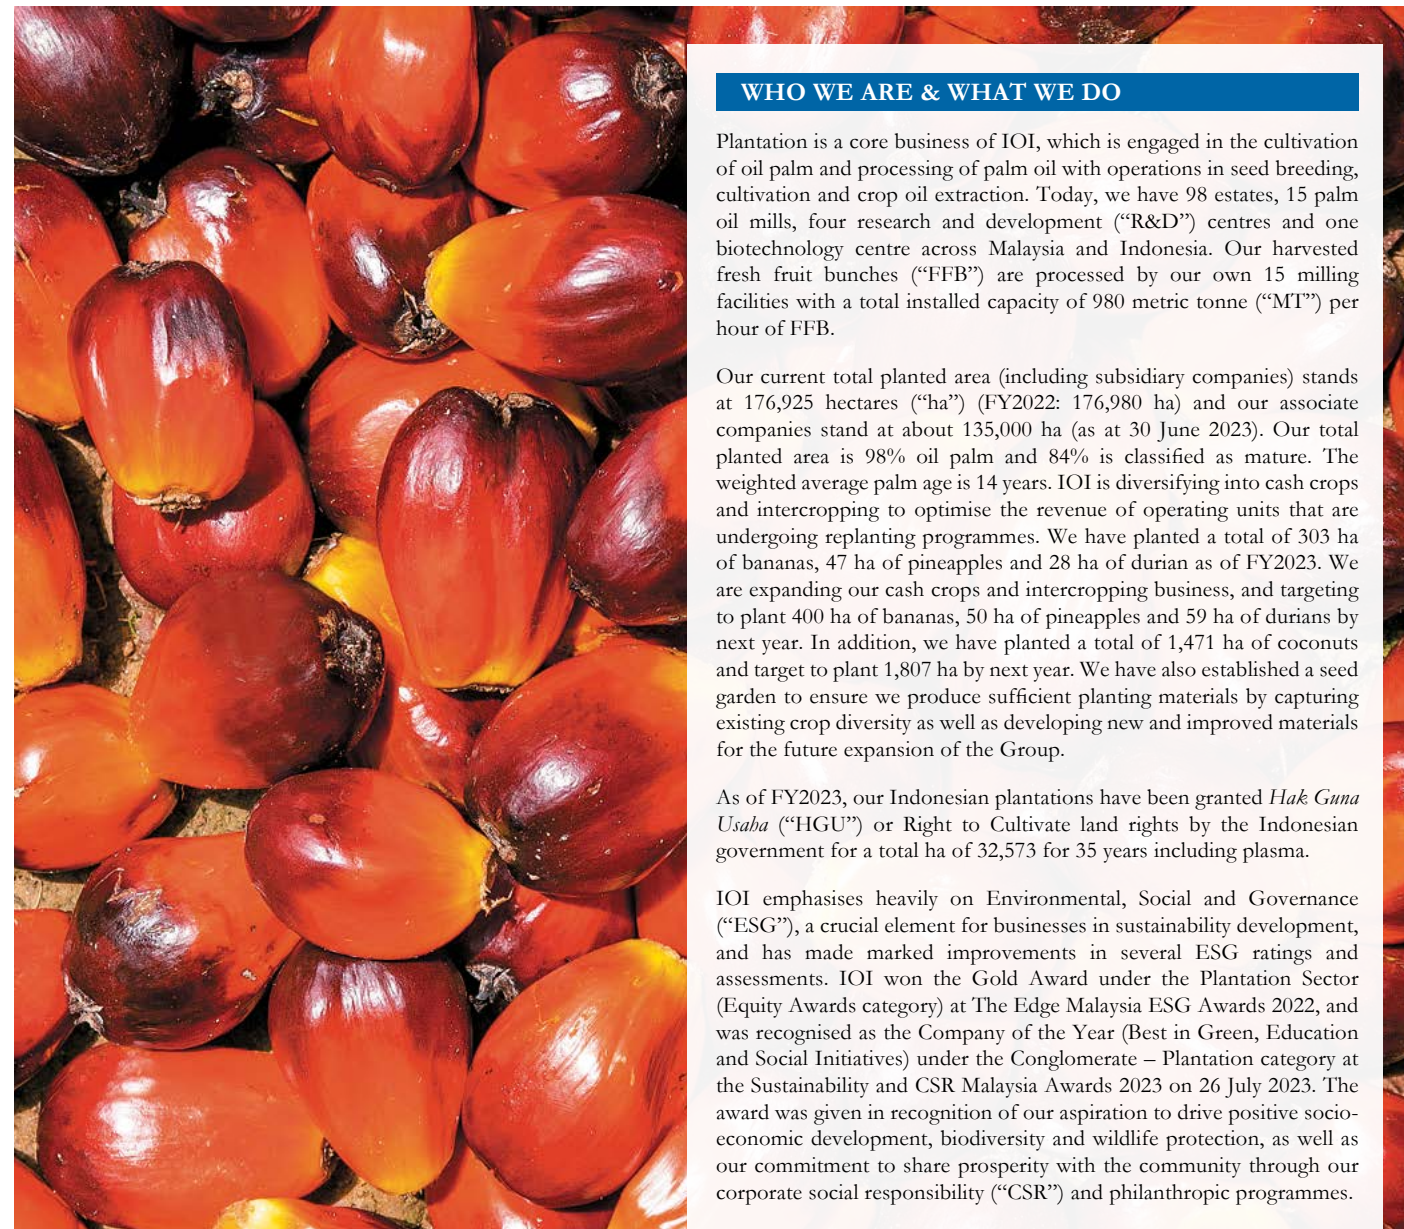 WHO WE ARE & WHAT WE DO
Plantation is a core business of IOI, which is engaged in the cultivation
of oil palm and processing of palm oil with operations in seed breeding,
cultivation and crop oil extraction. Today, we have 98 estates, 15 palm
oil mills, four research and development (“R&D”) centres and one
biotechnology centre across Malaysia and Indonesia. Our harvested
fresh fruit bunches (“FFB”) are processed by our own 15 milling
facilities with a total installed capacity of 980 metric tonne (“MT”) per
hour of FFB.
Our current total planted area (including subsidiary companies) stands
at 176,925 hectares (“ha”) (FY2022: 176,980 ha) and our associate
companies stand at about 135,000 ha (as at 30 June 2023). Our total
planted area is 98% oil palm and 84% is classified as mature. The
weighted average palm age is 14 years. IOI is diversifying into cash crops
and intercropping to optimise the revenue of operating units that are
undergoing replanting programmes. We have planted a total of 303 ha
of bananas, 47 ha of pineapples and 28 ha of durian as of FY2023. We
are expanding our cash crops and intercropping business, and targeting
to plant 400 ha of bananas, 50 ha of pineapples and 59 ha of durians by
next year. In addition, we have planted a total of 1,471 ha of coconuts
and target to plant 1,807 ha by next year. We have also established a seed
garden to ensure we produce sufficient planting materials by capturing
existing crop diversity as well as developing new and improved materials
for the future expansion of the Group.
As of FY2023, our Indonesian plantations have been granted Hak Guna
Usaha (“HGU”) or Right to Cultivate land rights by the Indonesian
government for a total ha of 32,573 for 35 years including plasma.
IOI emphasises heavily on Environmental, Social and Governance
(“ESG”), a crucial element for businesses in sustainability development,
and has made marked improvements in several ESG ratings and
assessments. IOI won the Gold Award under the Plantation Sector
(Equity Awards category) at The Edge Malaysia ESG Awards 2022, and
was recognised as the Company of the Year (Best in Green, Education
and Social Initiatives) under the Conglomerate – Plantation category at
the Sustainability and CSR Malaysia Awards 2023 on 26 July 2023. The
award was given in recognition of our aspiration to drive positive socio-
economic development, biodiversity and wildlife protection, as well as
our commitment to share prosperity with the community through our
corporate social responsibility (“CSR”) and philanthropic programmes.